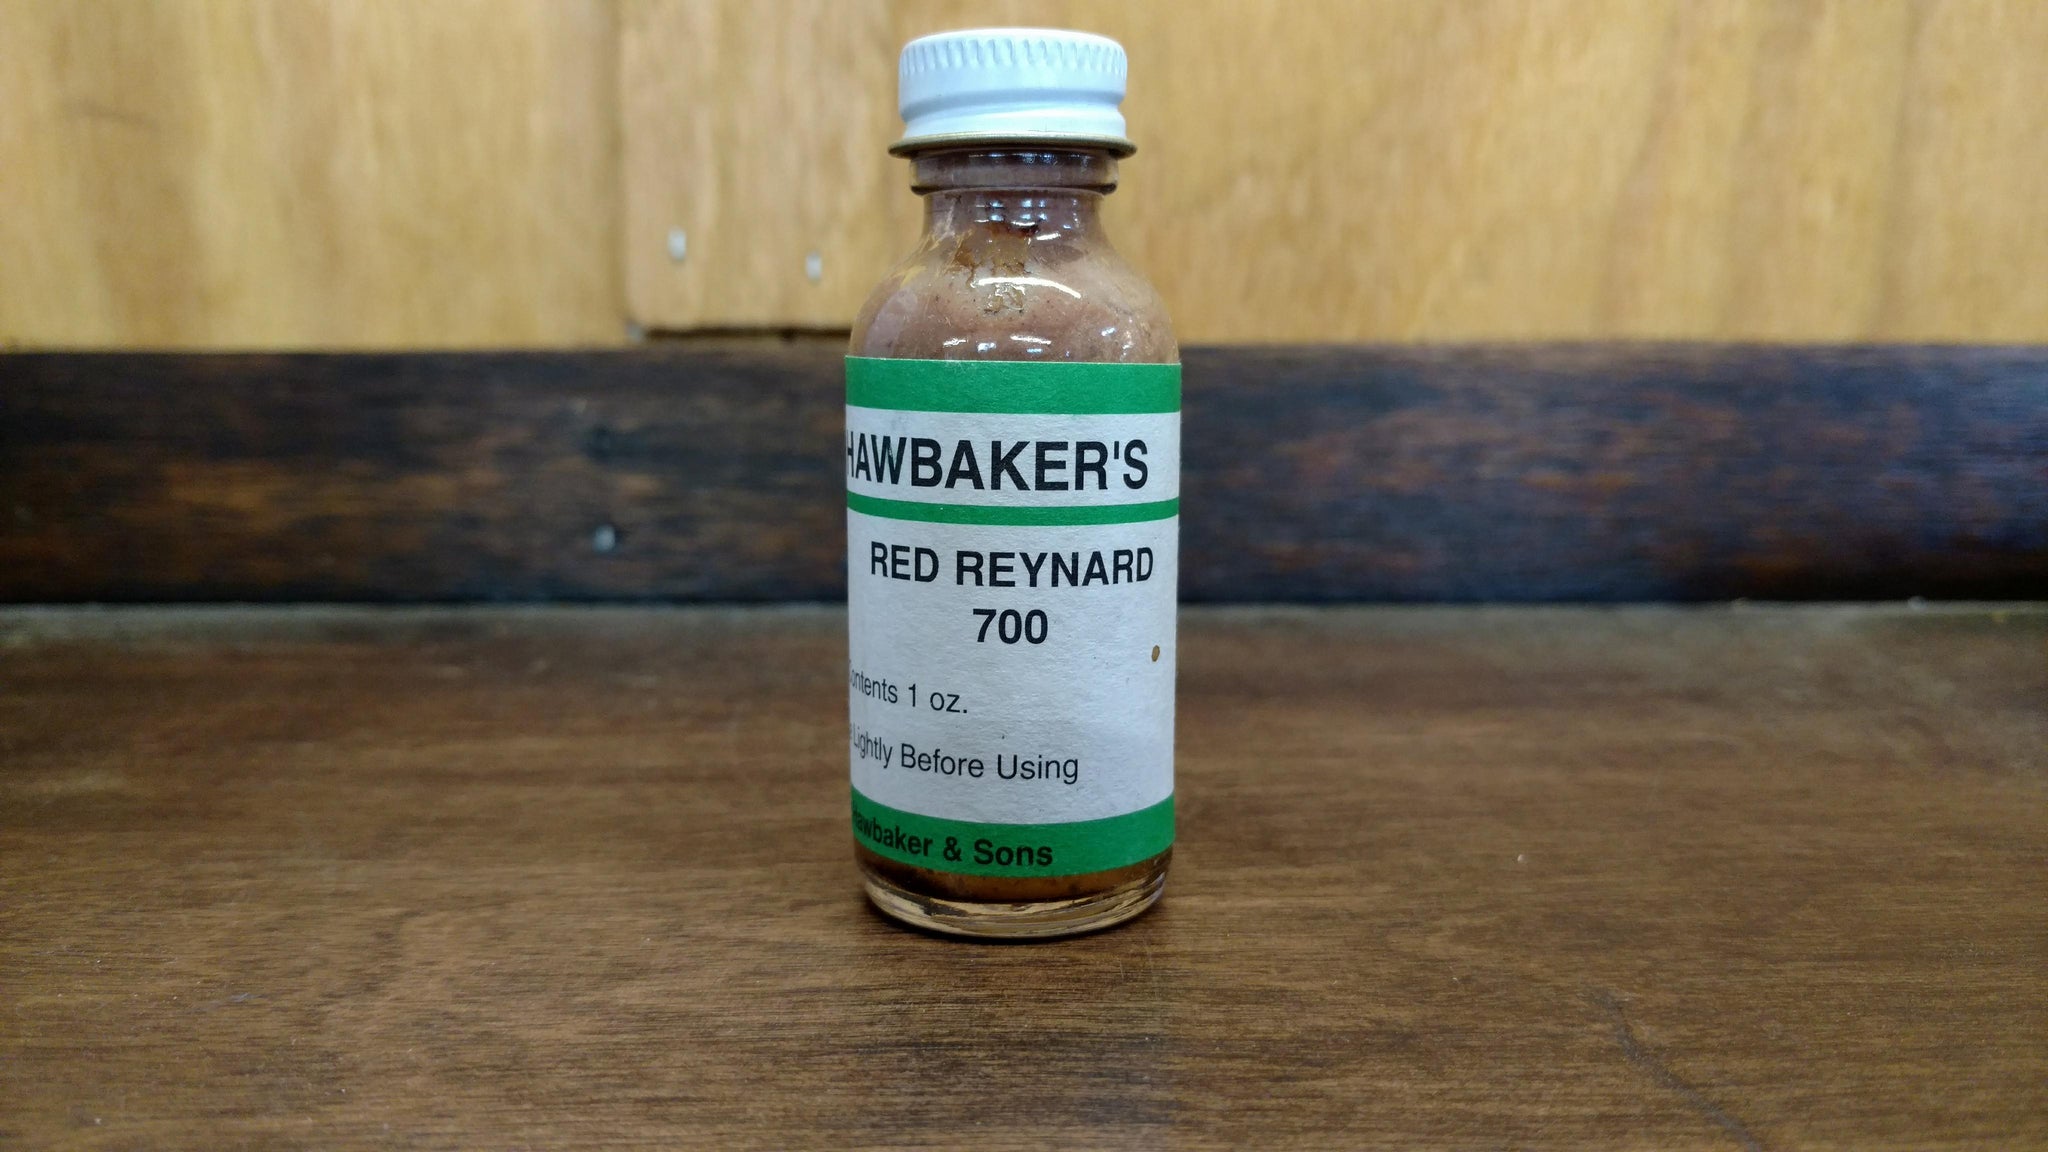 HAWBAKER'S
RED REYNARD
700
Contents 1 oz.
Lightly Before Using
Hawbaker & Sons